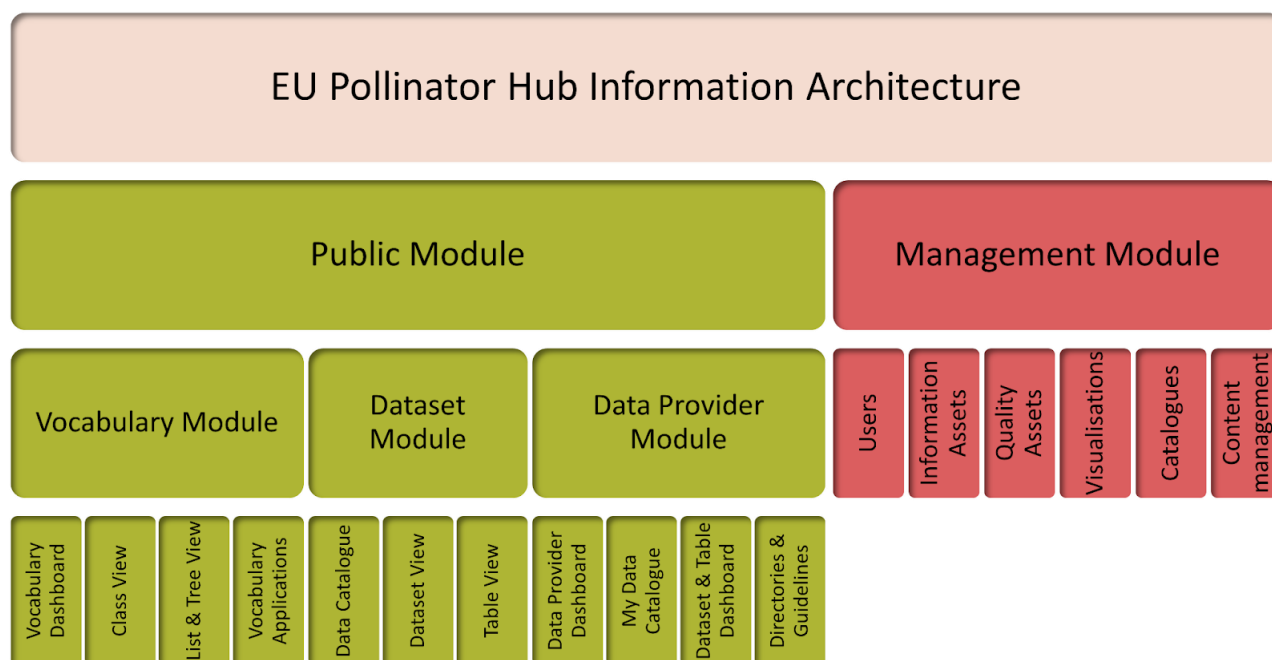 EU Pollinator Hub Information Architecture
Public Module
Management Module
Vocabulary Module
Dataset
Module
Data Provider
Module
Users
Information
Assets
Quality
Assets
Visualisations
Catalogues
Content
management
Vocabulary
Dashboard
Class View
List & Tree View
Vocabulary
Applications
Data Catalogue
Dataset View
Table View
Data Provider
Dashboard
My Data
Catalogue
Dataset & Table
Dashboard
Directories &
Guidelines